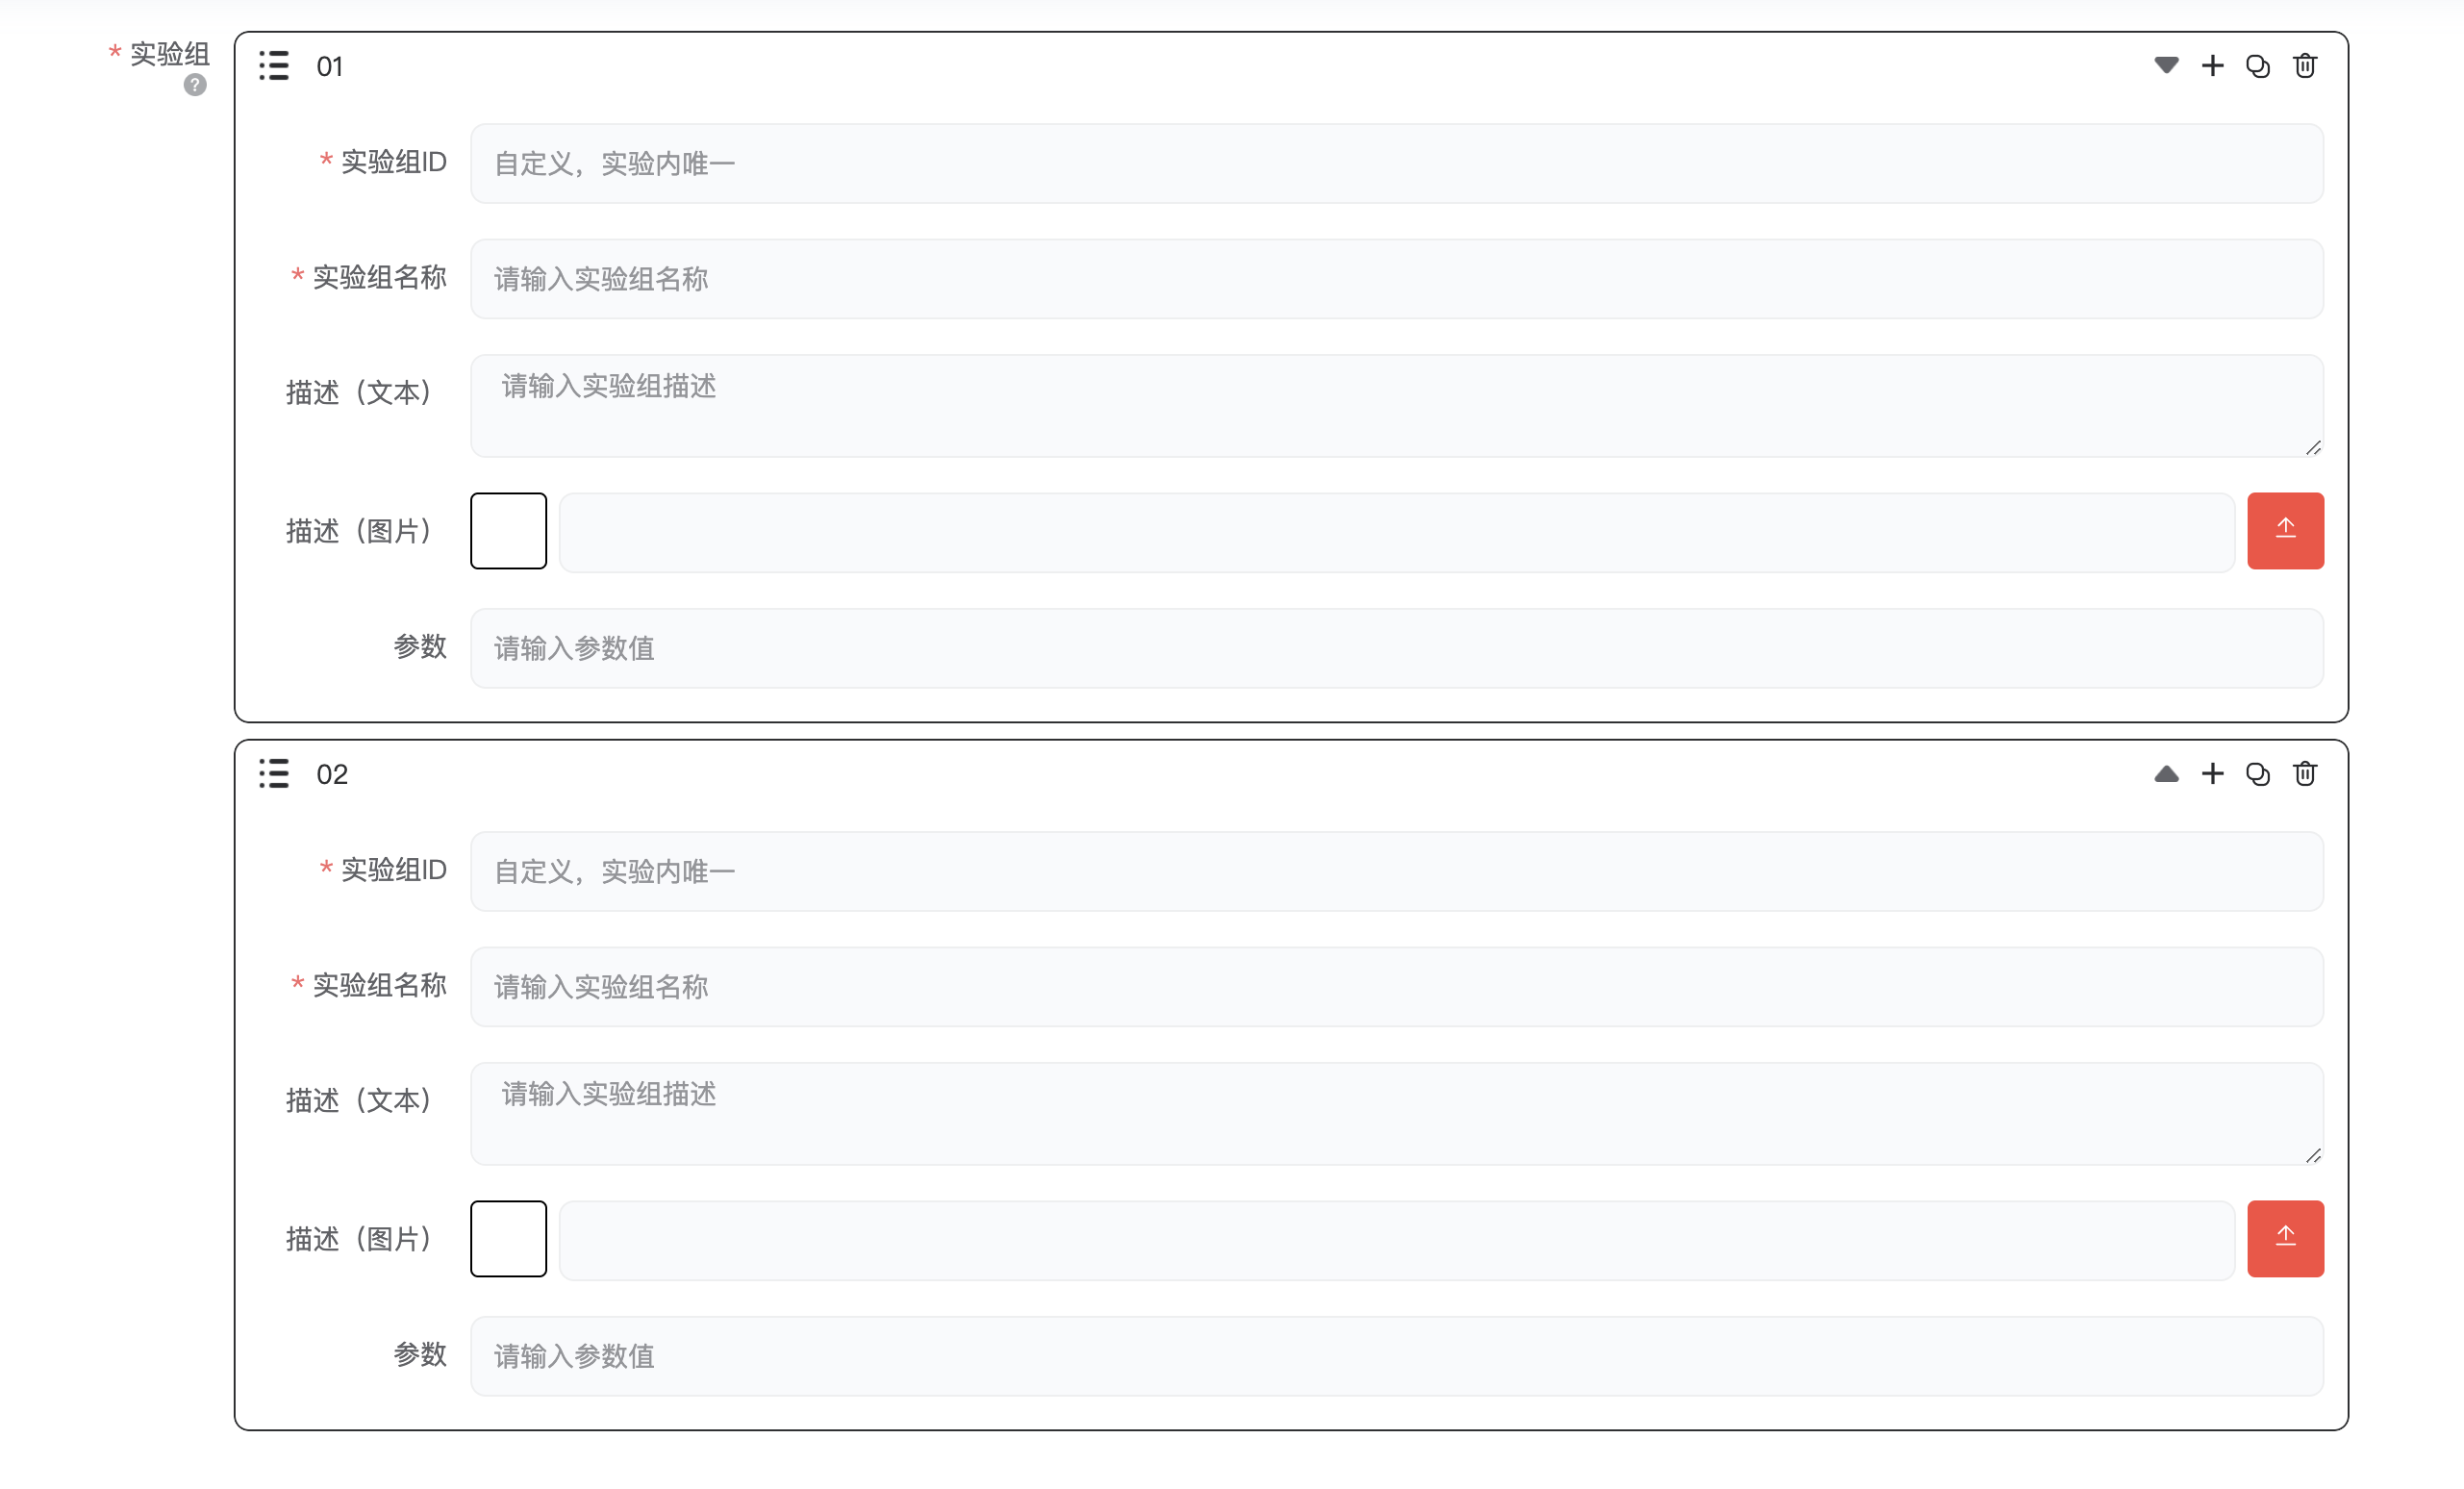 * 实验组
?
01
* 实验组ID
自定义，实验内唯一
* 实验组名称
请输入实验组名称
描述（文本）
请输入实验组描述
描述（图片）
参数
请输入参数值
02
* 实验组ID
自定义，实验内唯一
* 实验组名称
请输入实验组名称
描述（文本）
请输入实验组描述
描述（图片）
参数
请输入参数值